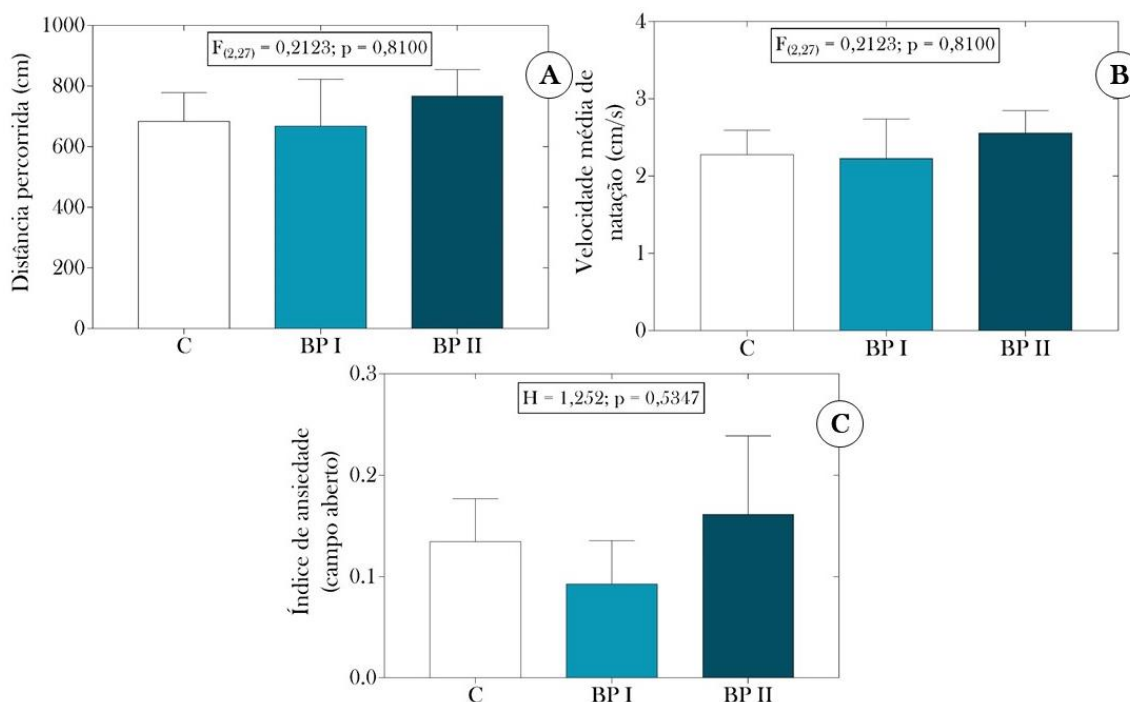 1000
800
600
400
200
0
Distância percorrida (cm)
F(2,27) = 0,2123; p = 0,8100
A
C BP I BP II
4
3
2
1
0
Velocidade média de
natação (cm/s)
F(2,27) = 0,2123; p = 0,8100
B
C BP I BP II
0.3
0.2
0.1
0.0
Índice de ansiedade
(campo aberto)
H = 1,252; p = 0,5347
C
C BP I BP II